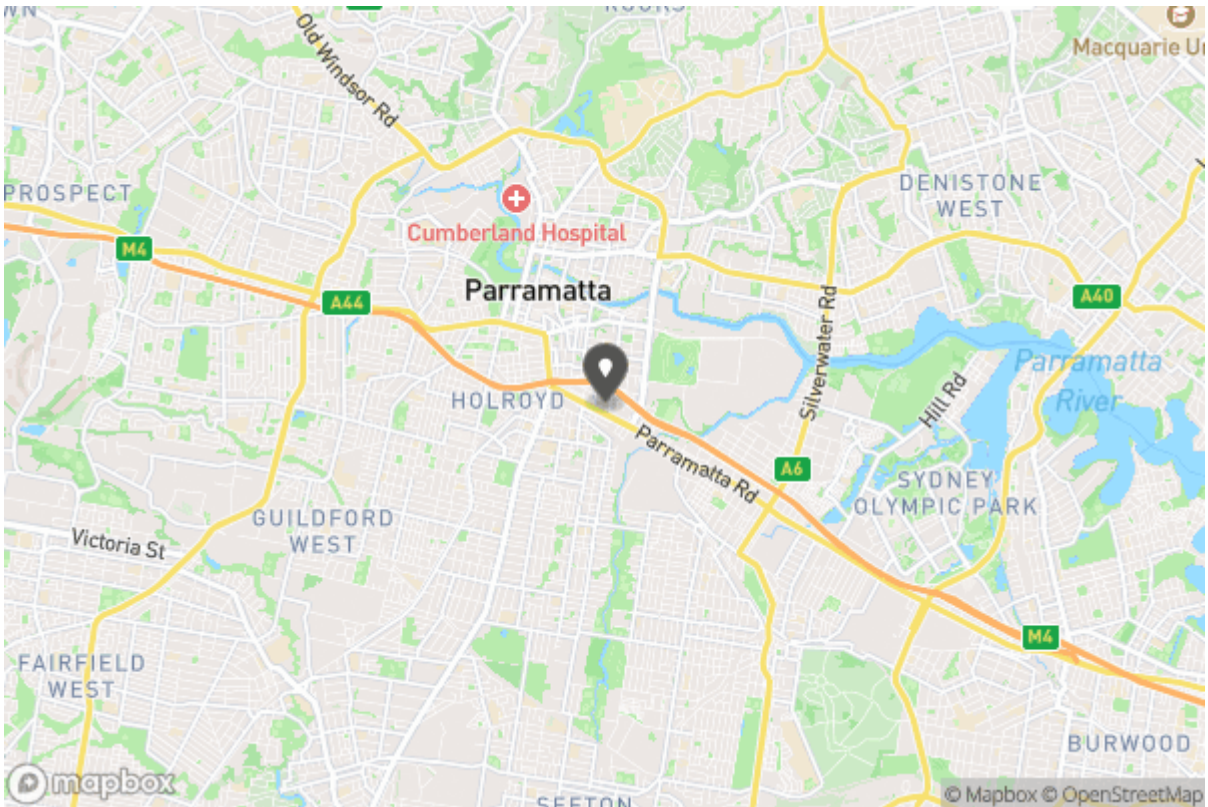 Old Windsor Rd
Macquarie Un
PROSPECT
DENISTONE
WEST
Cumberland Hospital
M4
Parramatta
A44
A40
Silverwater Rd
Parramatta
River
HOLROYD
Hill Rd
Parramatta Rd
A6
SYDNEY
OLYMPIC PARK
GUILDFORD
WEST
Victoria St
M4
FAIRFIELD
WEST
BURWOOD
mapbox
© Mapbox © OpenStreetMap